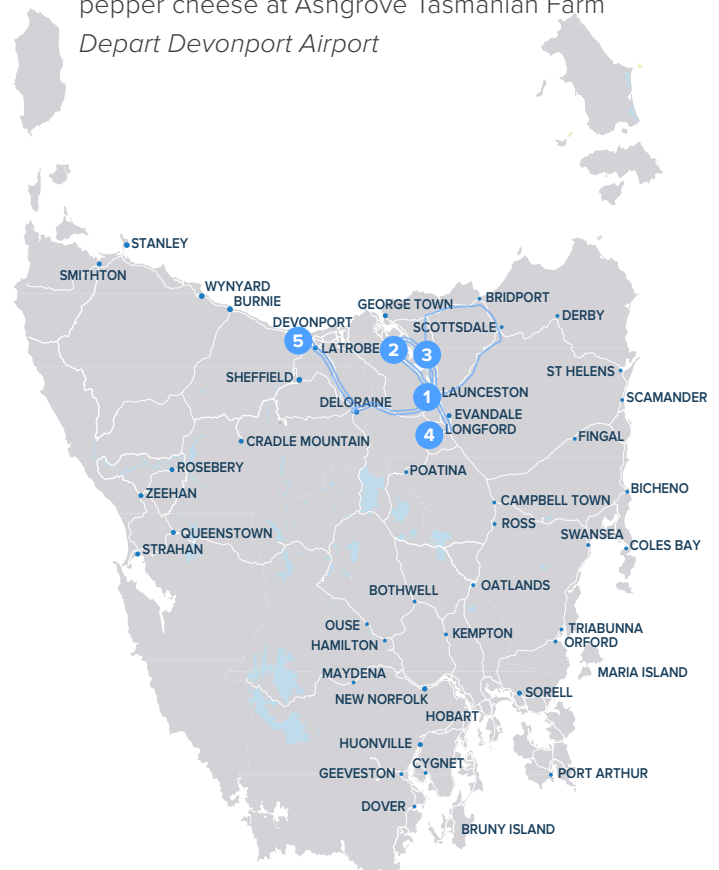 pepper cheese at Ashgrove Tasmanian Farm
Depart Devonport Airport
STANLEY
SMITHTON
WYNYARD
BURNIE
GEORGE TOWN
BRIDPORT
DEVONPORT
DERBY
SCOTTSDALE
5
LATROBE
2
3
ST HELENS
SHEFFIELD
1
LAUNCESTON
SCAMANDER
DELORAINE
EVANDALE
4
LONGFORD
FINGAL
CRADLE MOUNTAIN
ROSEBERY
POATINA
ZEEHAN
BICHENO
CAMPBELL TOWN
ROSS
QUEENSTOWN
SWANSEA
STRAHAN
COLES BAY
BOTHWELL
OATLANDS
OUSE
HAMILTON
KEMPTON
TRIABUNNA
ORFORD
MAYDENA
MARIA ISLAND
NEW NORFOLK
SORELL
HOBART
HUONVILLE
CYGNET
GEEVESTON
PORT ARTHUR
DOVER
BRUNY ISLAND